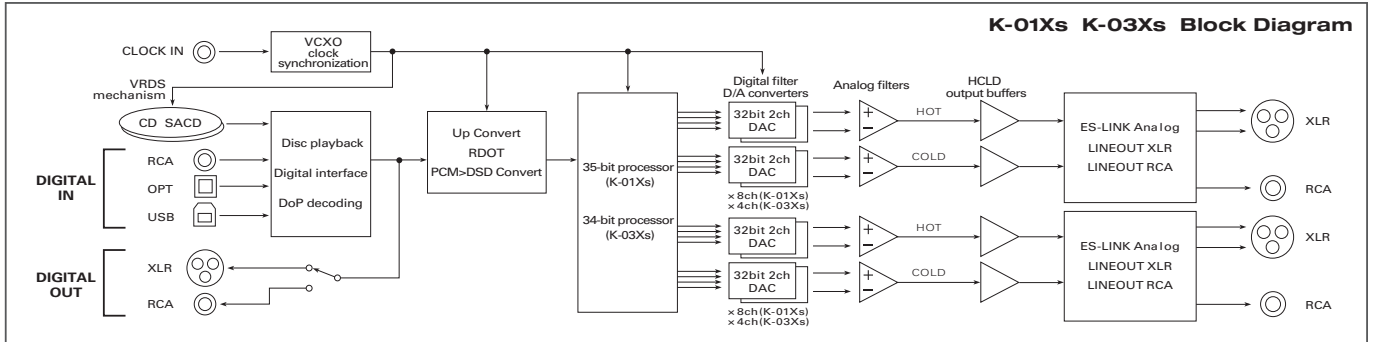 K-01Xs K-03Xs Block Diagram
CLOCK IN
VCXO
clock
synchronization
VRDS
mechanism
CD SACD
DIGITAL
IN
RCA
OPT
USB
Disc playback
Digital interface
DoP decoding
DIGITAL
OUT
XLR
RCA
Up Convert
RDOT
PCM>DSD Convert
35-bit processor
(K-01Xs)
34-bit processor
(K-03Xs)
Digital filter
D/A converters
32bit 2ch
DAC
32bit 2ch
DAC
×8ch(K-01Xs)
×4ch(K-03Xs)
32bit 2ch
DAC
32bit 2ch
DAC
×8ch(K-01Xs)
×4ch(K-03Xs)
Analog filters
+
−
+
−
+
−
+
−
HOT
COLD
HOT
COLD
HCLD
output buffers
ES-LINK Analog
LINEOUT XLR
LINEOUT RCA
XLR
RCA
ES-LINK Analog
LINEOUT XLR
LINEOUT RCA
XLR
RCA